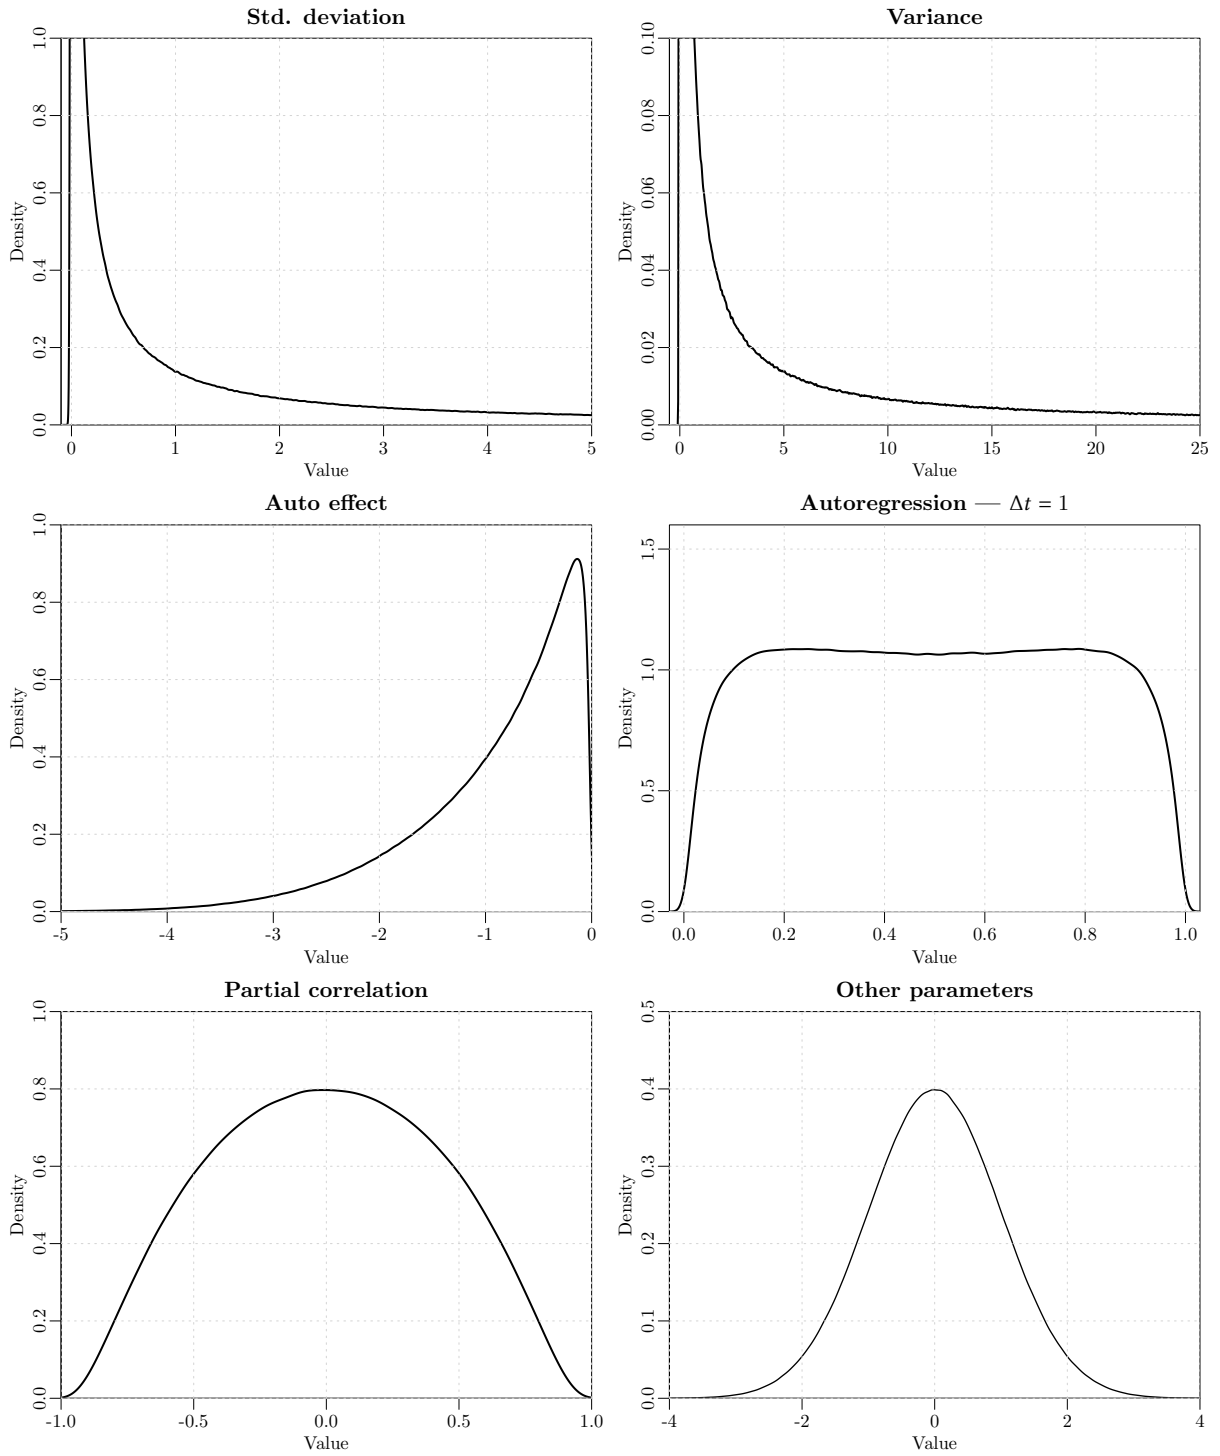 Std. deviation
Density
1.0
0.8
0.6
0.4
0.2
0.0
0 1 2 3 4 5
Value
Variance
Density
0.10
0.08
0.06
0.04
0.02
0.00
0 5 10 15 20 25
Value
Auto effect
Density
1.0
0.8
0.6
0.4
0.2
0.0
-5 -4 -3 -2 -1 0
Value
Autoregression — Δt = 1
Density
1.5
1.0
0.5
0.0
0.0 0.2 0.4 0.6 0.8 1.0
Value
Partial correlation
Density
1.0
0.8
0.6
0.4
0.2
0.0
-1.0 -0.5 0.0 0.5 1.0
Value
Other parameters
Density
0.5
0.4
0.3
0.2
0.1
0.0
-4 -2 0 2 4
Value